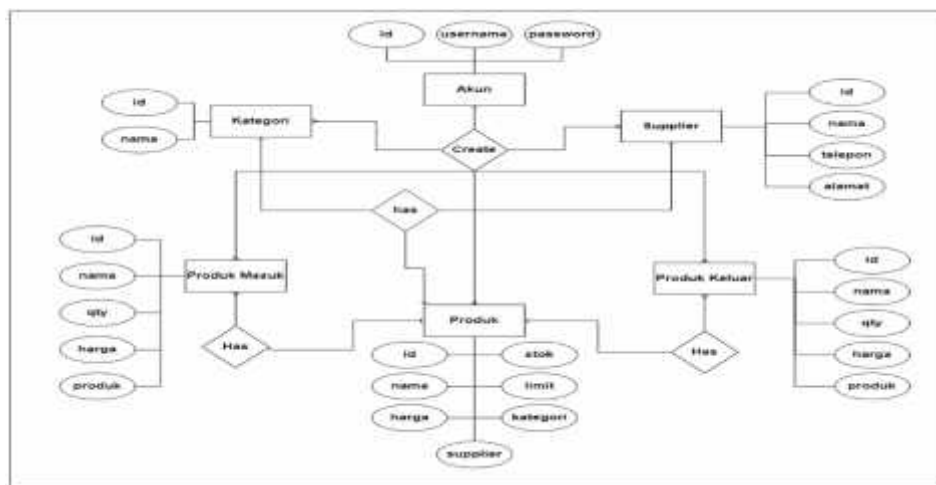 id
username
password
Akun
id
nama
Kategori
Create
Supplier
id
nama
telepon
alamat
has
id
nama
qty
harga
produk
Produk Masuk
Has
Produk
Produk Keluar
Has
id
nama
qty
harga
produk
id
stok
nama
limit
harga
kategori
supplier